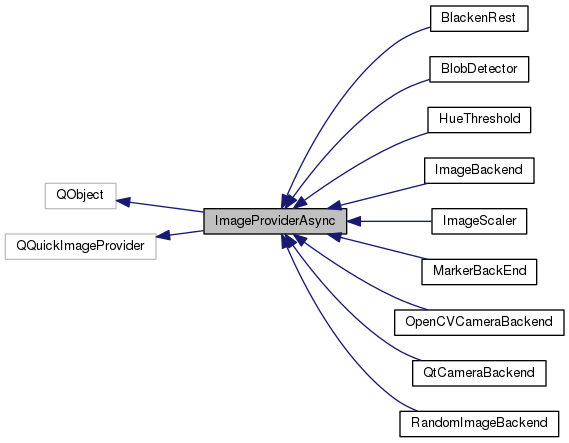 QObject
QQuickImageProvider
ImageProviderAsync
BlackenRest
BlobDetector
HueThreshold
ImageBackend
ImageScaler
MarkerBackEnd
OpenCVCameraBackend
QtCameraBackend
RandomImageBackend